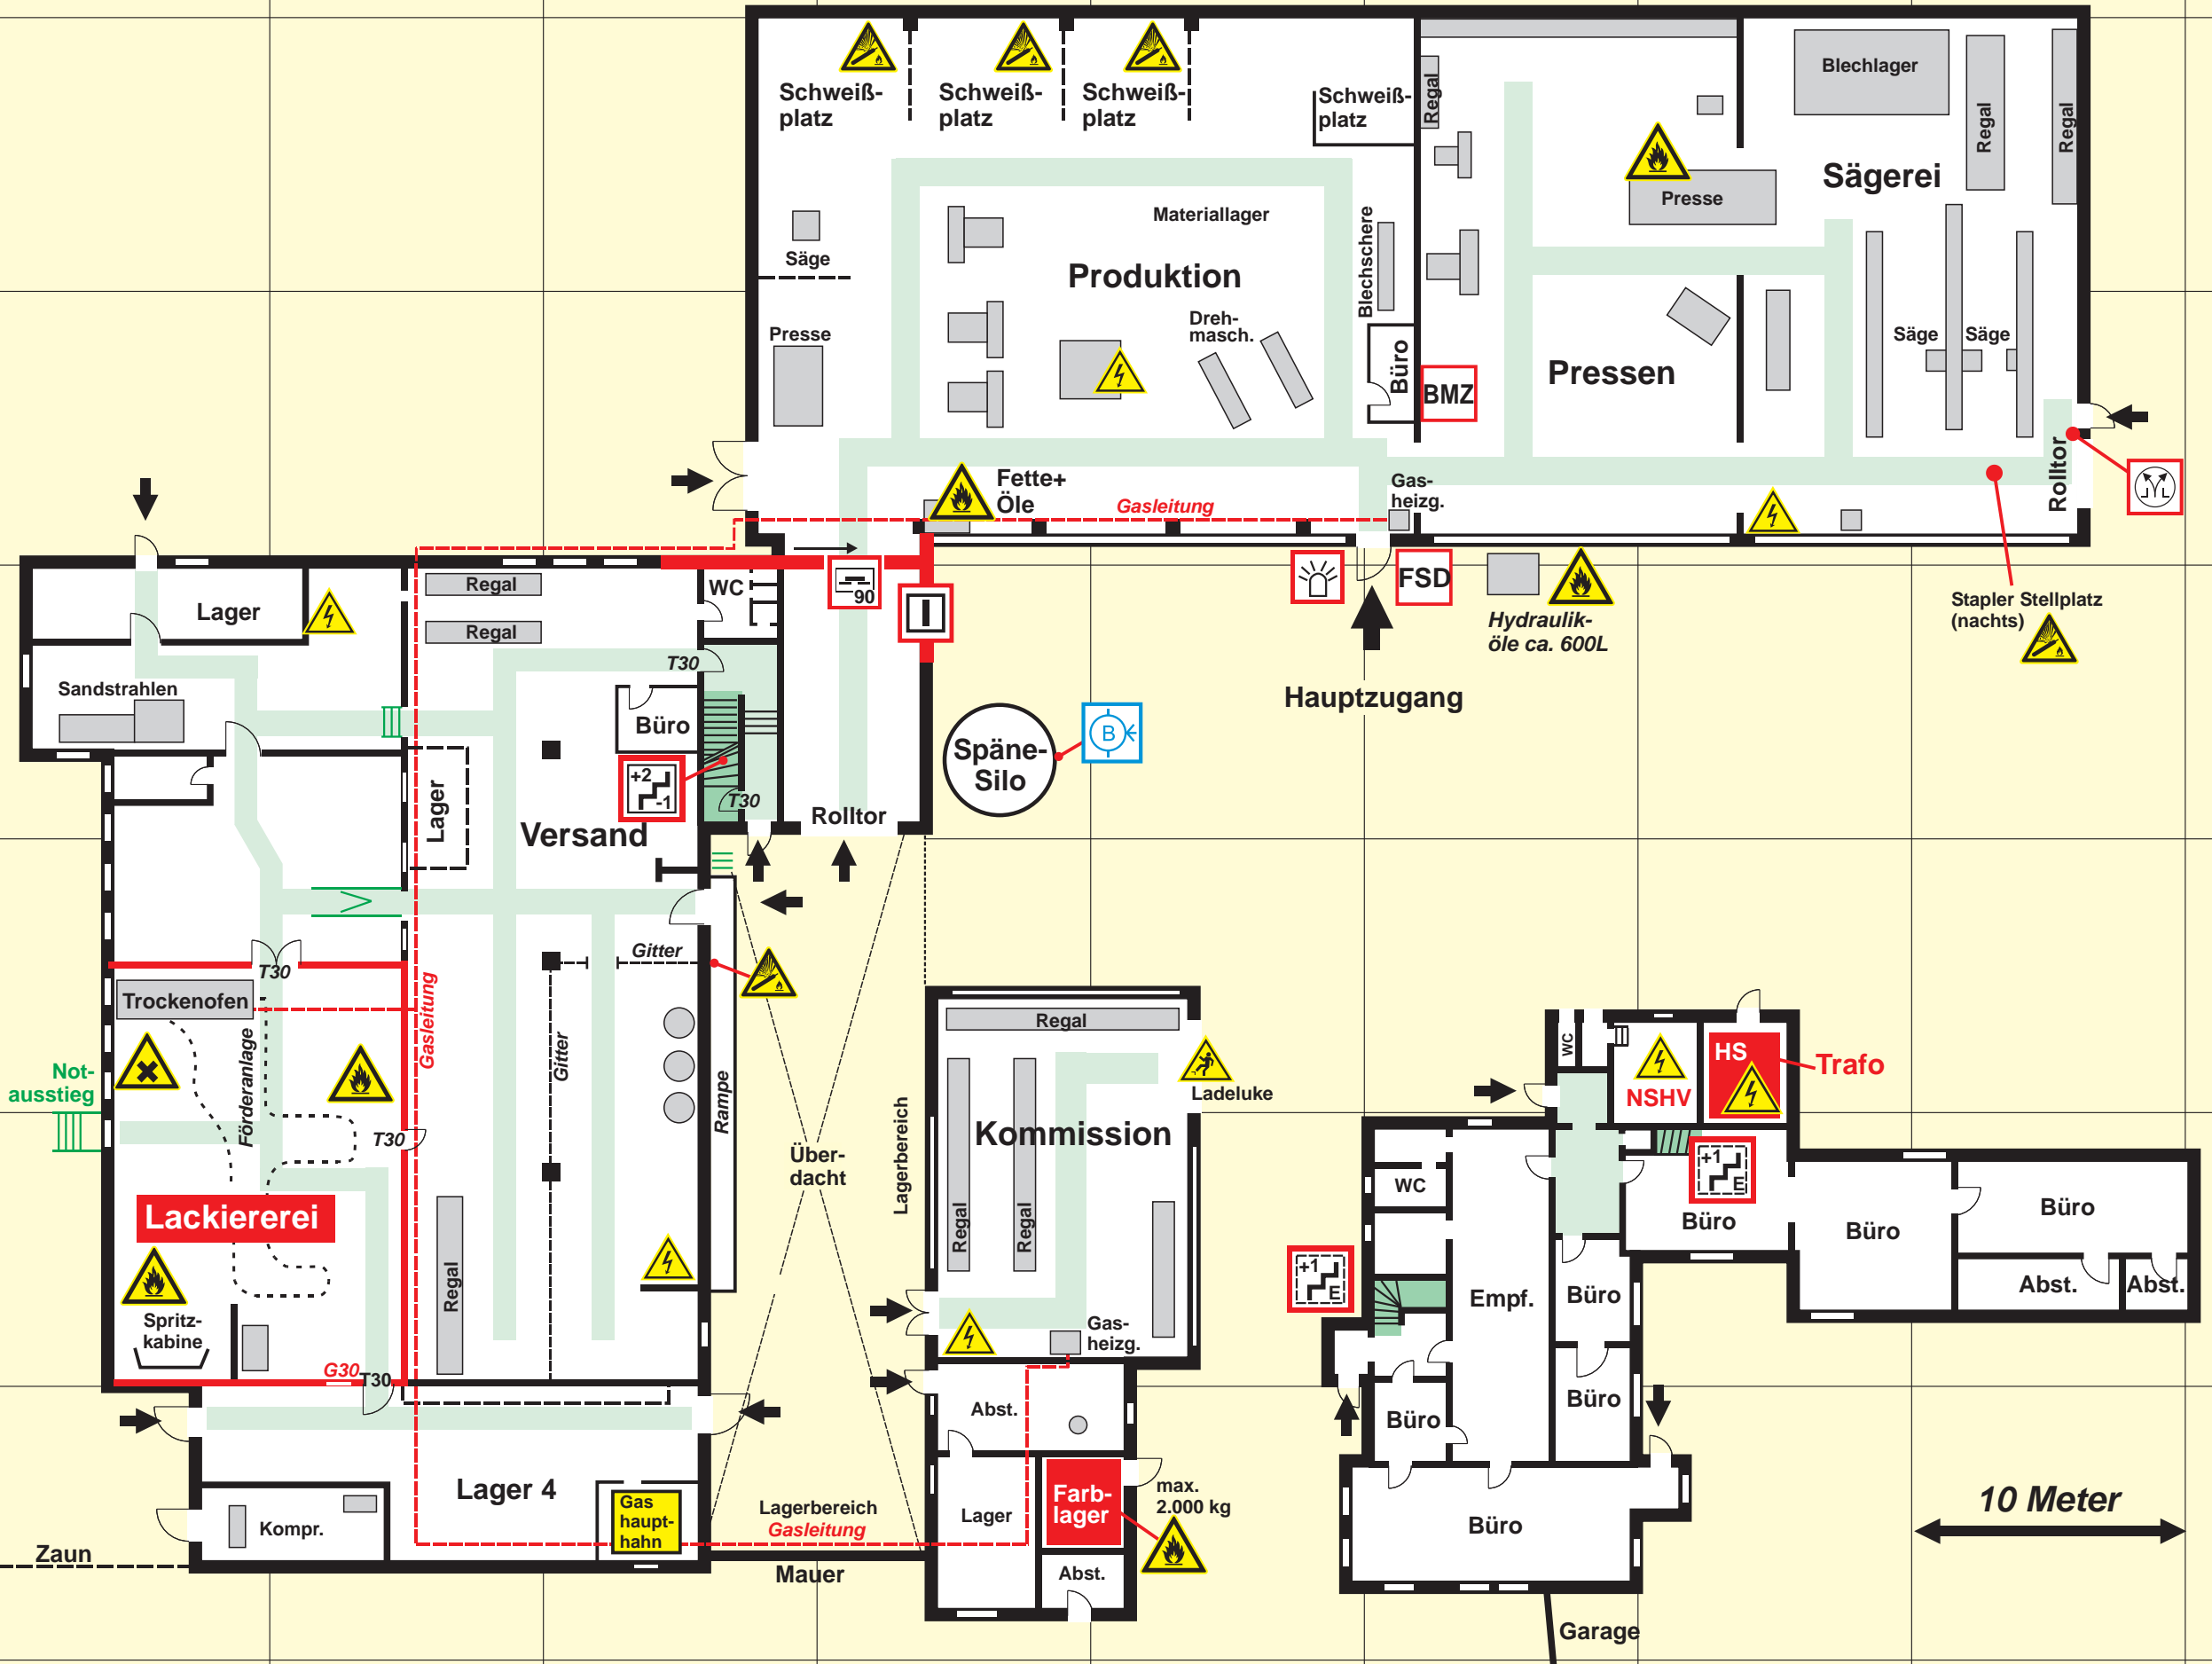 Schweiß-
platz
Schweiß-
platz
Schweiß-
platz
Schweiß-
platz
Regal
Blechlager
Regal
Regal
Sägerei
Presse
Materiallager
Blechschere
Säge
Produktion
Presse
Dreh-
masch.
Büro
BMZ
Pressen
Säge
Säge
Rolltor
Fette+
Öle
Gasleitung
Gas-
heizg.
FSD
Hydraulik-
öle ca. 600L
Stapler Stellplatz
(nachts)
Hauptzugang
Lager
Regal
Regal
WC
90
T30
Sandstrahlen
Büro
+2
-1
T30
Lager
Versand
Rolltor
Späne-
Silo
B
T30
Trockenofen
Gitter
Gasleitung
Förderanlage
Gitter
Rampe
Not-
ausstieg
T30
Über-
dacht
Lagerbereich
Lackiererei
Spritz-
kabine
Regal
G30
T30
Lager 4
Kompr.
Gas
haupt-
hahn
Zaun
Lagerbereich
Gasleitung
Mauer
Regal
Ladeluke
Kommission
Regal
Regal
Gas-
heizg.
Abst.
Lager
Farb-
lager
max.
2.000 kg
Abst.
WC
NSHV
HS
Trafo
WC
+1
E
Büro
Büro
Büro
Abst.
Abst.
+1
E
Empf.
Büro
Büro
Büro
Büro
10 Meter
Garage